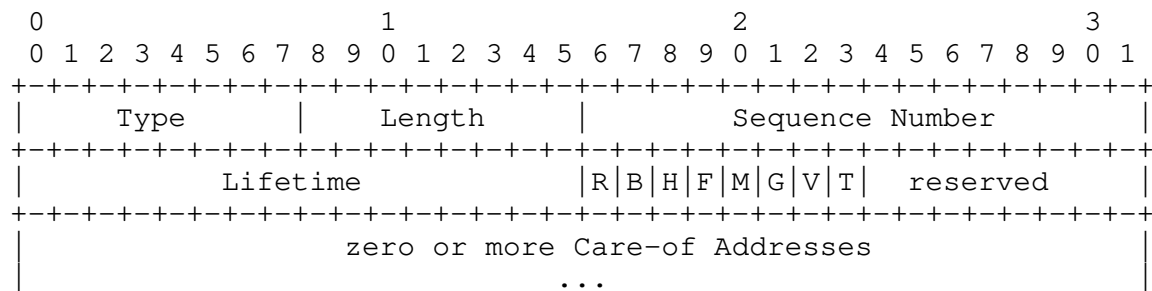 0                   1                   2                   3
 0 1 2 3 4 5 6 7 8 9 0 1 2 3 4 5 6 7 8 9 0 1 2 3 4 5 6 7 8 9 0 1
+-+-+-+-+-+-+-+-+-+-+-+-+-+-+-+-+-+-+-+-+-+-+-+-+-+-+-+-+-+-+-+-+
|     Type      |    Length     |        Sequence Number        |
+-+-+-+-+-+-+-+-+-+-+-+-+-+-+-+-+-+-+-+-+-+-+-+-+-+-+-+-+-+-+-+-+
|           Lifetime            |R|B|H|F|M|G|V|T|  reserved     |
+-+-+-+-+-+-+-+-+-+-+-+-+-+-+-+-+-+-+-+-+-+-+-+-+-+-+-+-+-+-+-+-+
|                  zero or more Care-of Addresses               |
|                              ...                              |